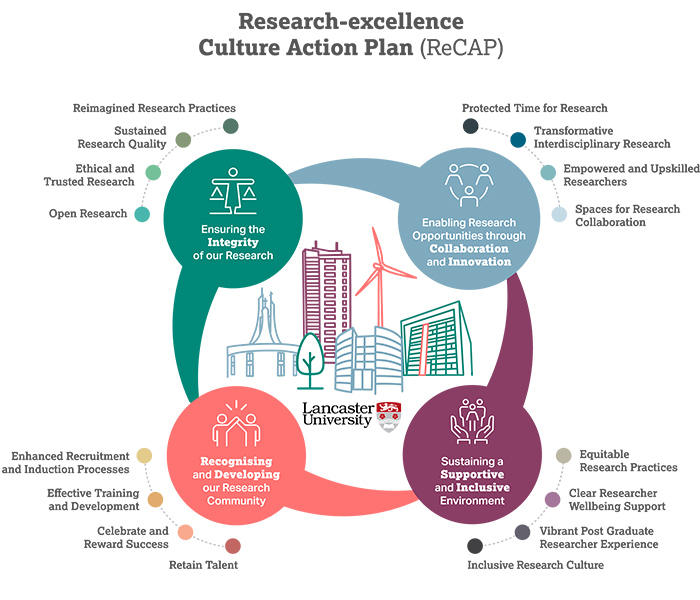 Research-excellence
Culture Action Plan (ReCAP)
Reimagined Research Practices
Sustained
Research Quality
Ethical and
Trusted Research
Open Research
Ensuring the
Integrity
of our Research
Protected Time for Research
Transformative
Interdisciplinary Research
Empowered and Upskilled
Researchers
Spaces for Research
Collaboration
Enabling Research
Opportunities through
Collaboration
and Innovation
Lancaster
University
Recognising
and Developing
our Research
Community
Enhanced Recruitment
and Induction Processes
Effective Training
and Development
Celebrate and
Reward Success
Retain Talent
Sustaining a
Supportive
and Inclusive
Environment
Equitable
Research Practices
Clear Researcher
Wellbeing Support
Vibrant Post Graduate
Researcher Experience
Inclusive Research Culture